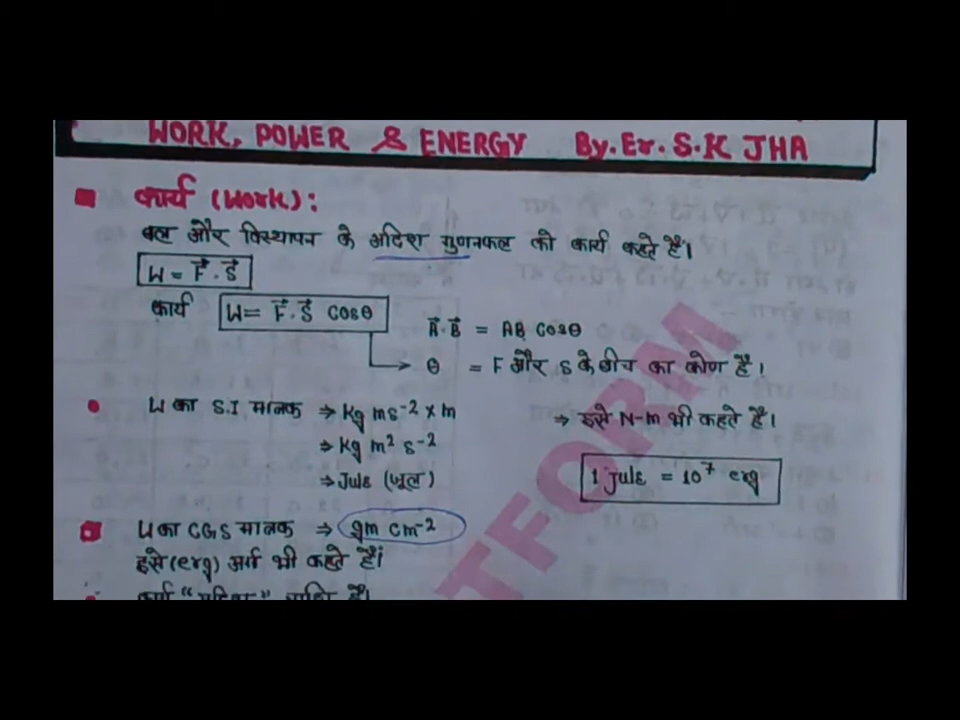 WORK, POWER & ENERGY By. Er. S.K JHA
कार्य (Work):
बल और विस्थापन के अदिश गुणनफल को कार्य कहते हैं।
W = F⃗ . S⃗
कार्य W = F⃗ . S⃗ Cosθ
A⃗ . B⃗ = AB Cosθ
θ = F और S के बीच का कोण है।
W का S.I मात्रक ⇒ Kg ms⁻² × m ⇒ इसे N-m भी कहते हैं।
⇒ Kg m² s⁻²
⇒ Jule (जूल) 1 Jule = 10⁷ erg
W का CGS मात्रक ⇒ gm cm⁻²
इसे (erg) अर्ग भी कहते हैं।
TFORM